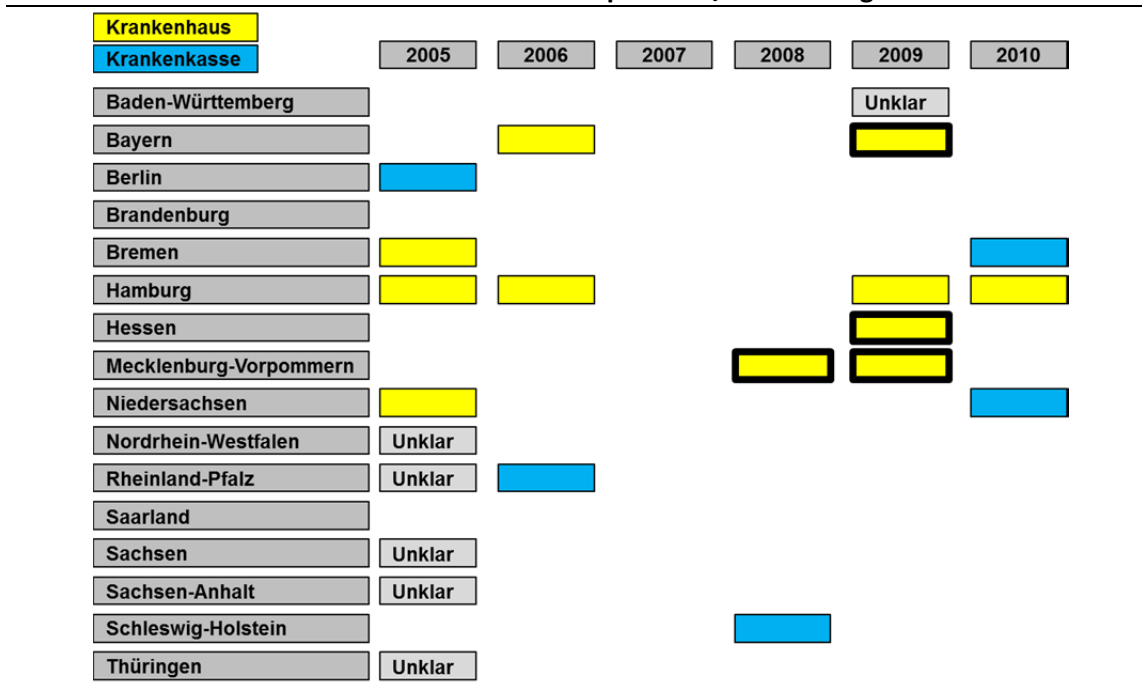 Krankenhaus
Krankenkasse 2005 2006 2007 2008 2009 2010
Baden-Württemberg Unklar
Bayern
Berlin
Brandenburg
Bremen
Hamburg
Hessen
Mecklenburg-Vorpommern
Niedersachsen
Nordrhein-Westfalen Unklar
Rheinland-Pfalz Unklar
Saarland
Sachsen Unklar
Sachsen-Anhalt Unklar
Schleswig-Holstein
Thüringen Unklar